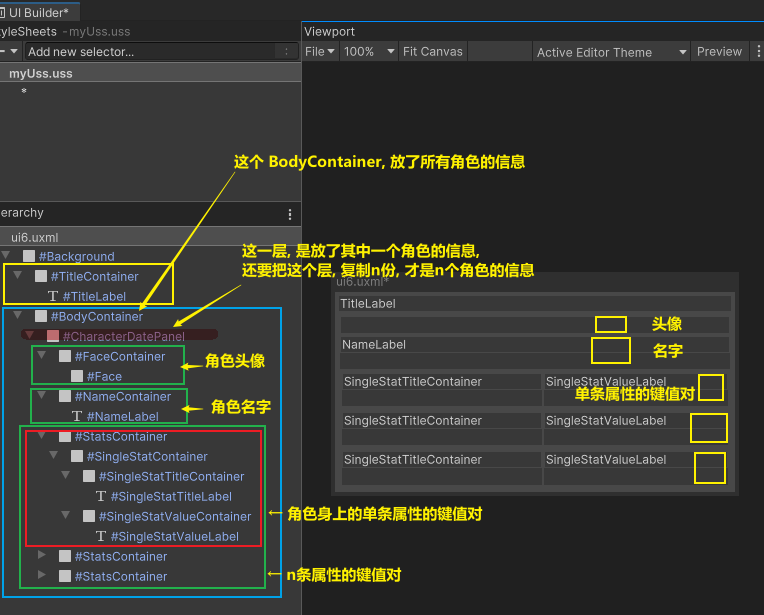 UI Builder*
yleSheets - myUss.uss
Add new selector...
myUss.uss
*
Viewport
File 100% Fit Canvas Active Editor Theme Preview
这个 BodyContainer, 放了所有角色的信息
erarchy
ui6.uxml
这一层, 是放了其中一个角色的信息,
还要把这个层, 复制n份, 才是n个角色的信息
#Background
#TitleContainer
T #TitleLabel
#BodyContainer
#CharacterDatePanel
#FaceContainer
#Face
角色头像
#NameContainer
T #NameLabel
角色名字
#StatsContainer
#SingleStatContainer
#SingleStatTitleContainer
T #SingleStatTitleLabel
#SingleStatValueContainer
T #SingleStatValueLabel
角色身上的单条属性的键值对
#StatsContainer
#StatsContainer
n条属性的键值对
ui6.uxml*
TitleLabel
头像
NameLabel
名字
SingleStatTitleContainer SingleStatValueLabel
单条属性的键值对
SingleStatTitleContainer SingleStatValueLabel
SingleStatTitleContainer SingleStatValueLabel